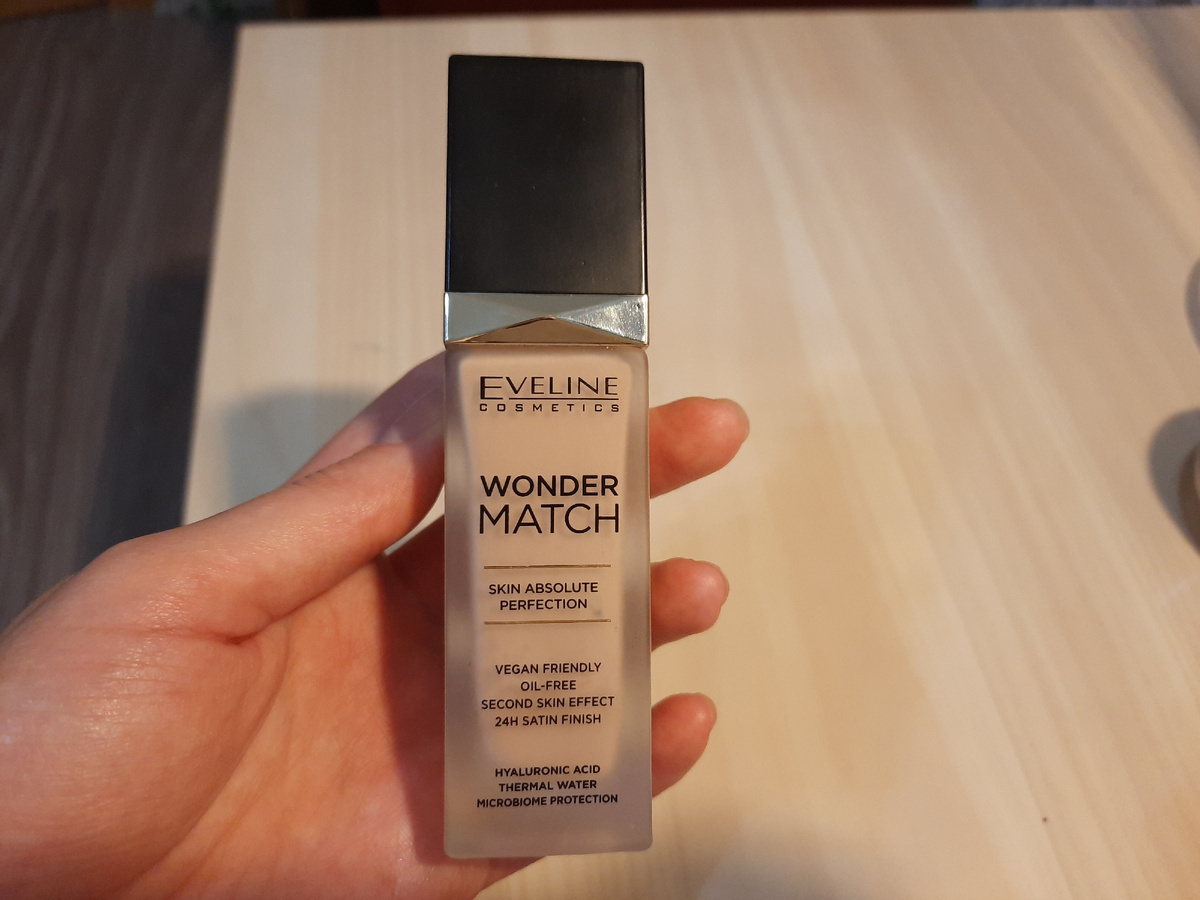 EVELINE
COSMETICS
WONDER
MATCH
SKIN ABSOLUTE
PERFECTION
VEGAN FRIENDLY
OIL-FREE
SECOND SKIN EFFECT
24H SATIN FINISH
HYALURONIC ACID
THERMAL WATER
MICROBIOME PROTECTION